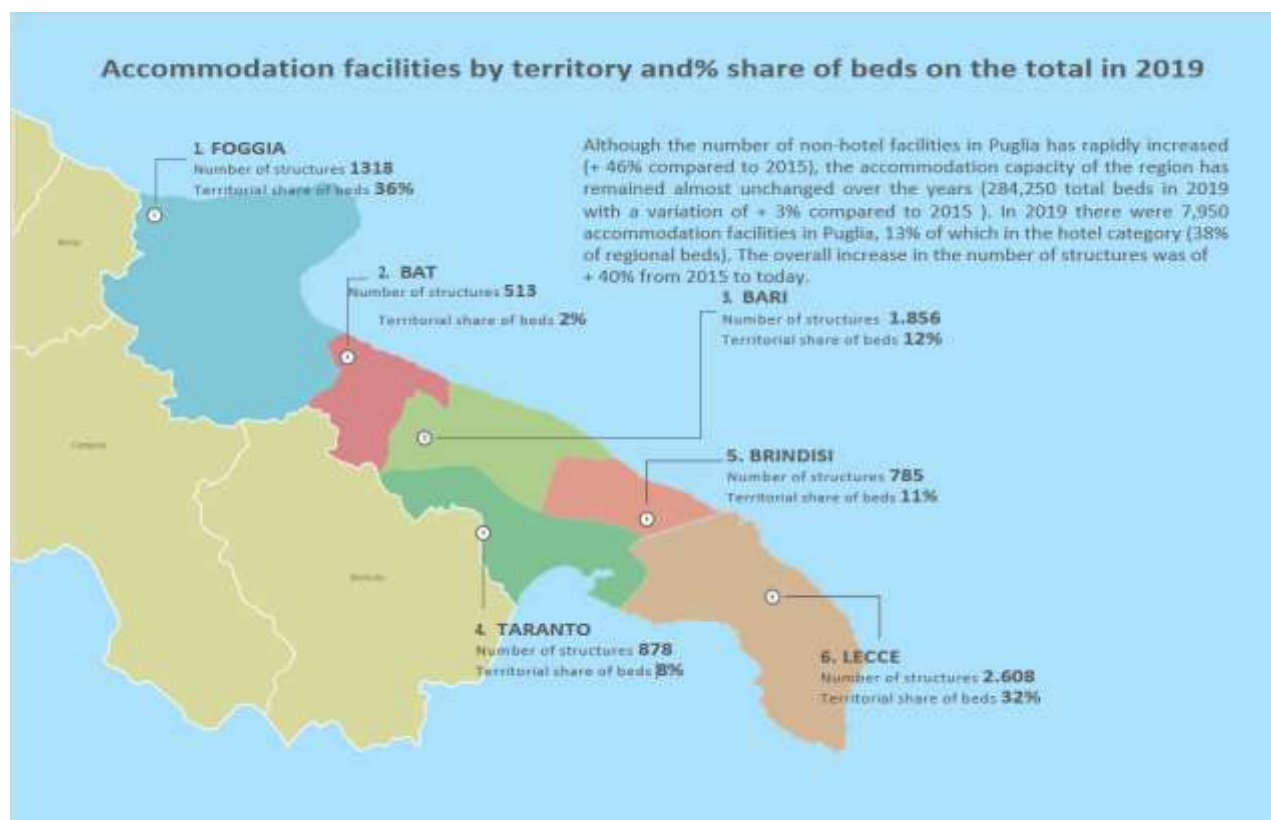 Accommodation facilities by territory and% share of beds on the total in 2019
Although the number of non-hotel facilities in Puglia has rapidly increased
(+ 46% compared to 2015), the accommodation capacity of the region has
remained almost unchanged over the years (284,250 total beds in 2019
with a variation of + 3% compared to 2015 ). In 2019 there were 7,950
accommodation facilities in Puglia, 13% of which in the hotel category (38%
of regional beds). The overall increase in the number of structures was of
+ 40% from 2015 to today.
1. FOGGIA
Number of structures 1318
Territorial share of beds 36%
2. BAT
Number of structures 513
Territorial share of beds 2%
3. BARI
Number of structures 1.856
Territorial share of beds 12%
5. BRINDISI
Number of structures 785
Territorial share of beds 11%
4. TARANTO
Number of structures 878
Territorial share of beds 8%
6. LECCE
Number of structures 2.608
Territorial share of beds 32%